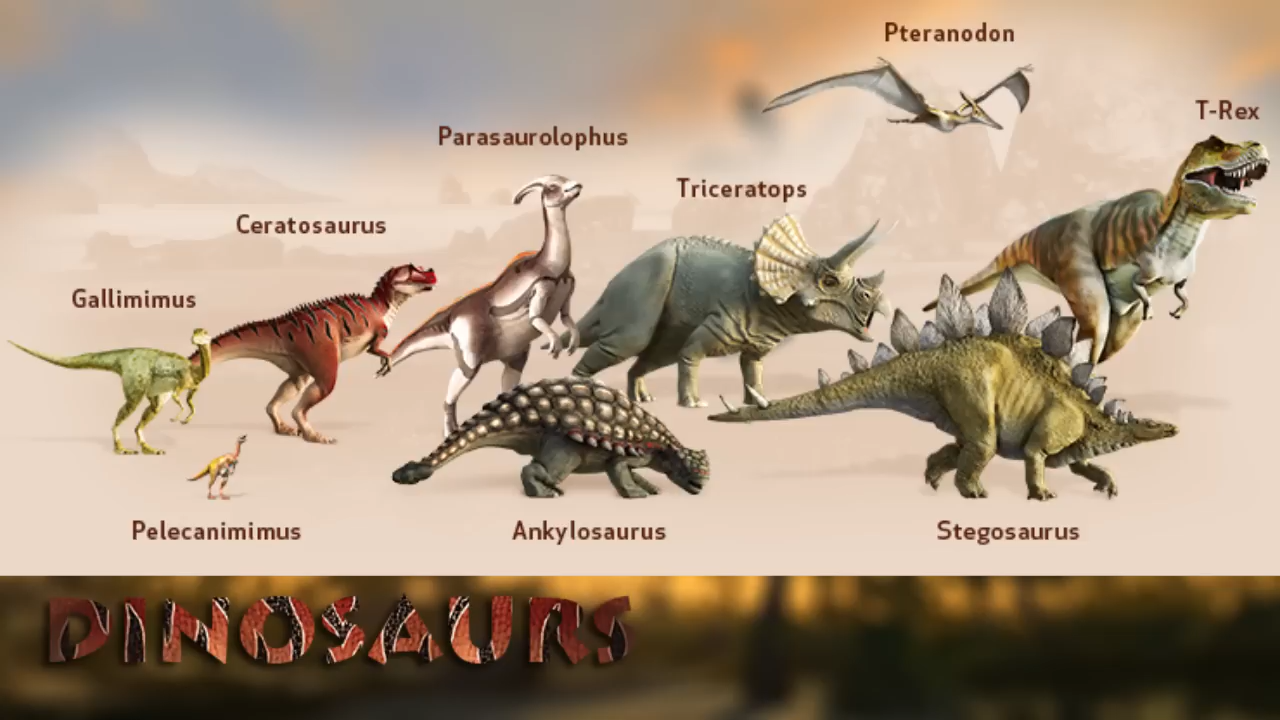 Pteranodon
T-Rex
Parasaurolophus
Triceratops
Ceratosaurus
Gallimimus
Pelecanimimus
Ankylosaurus
Stegosaurus
DINOSAURS